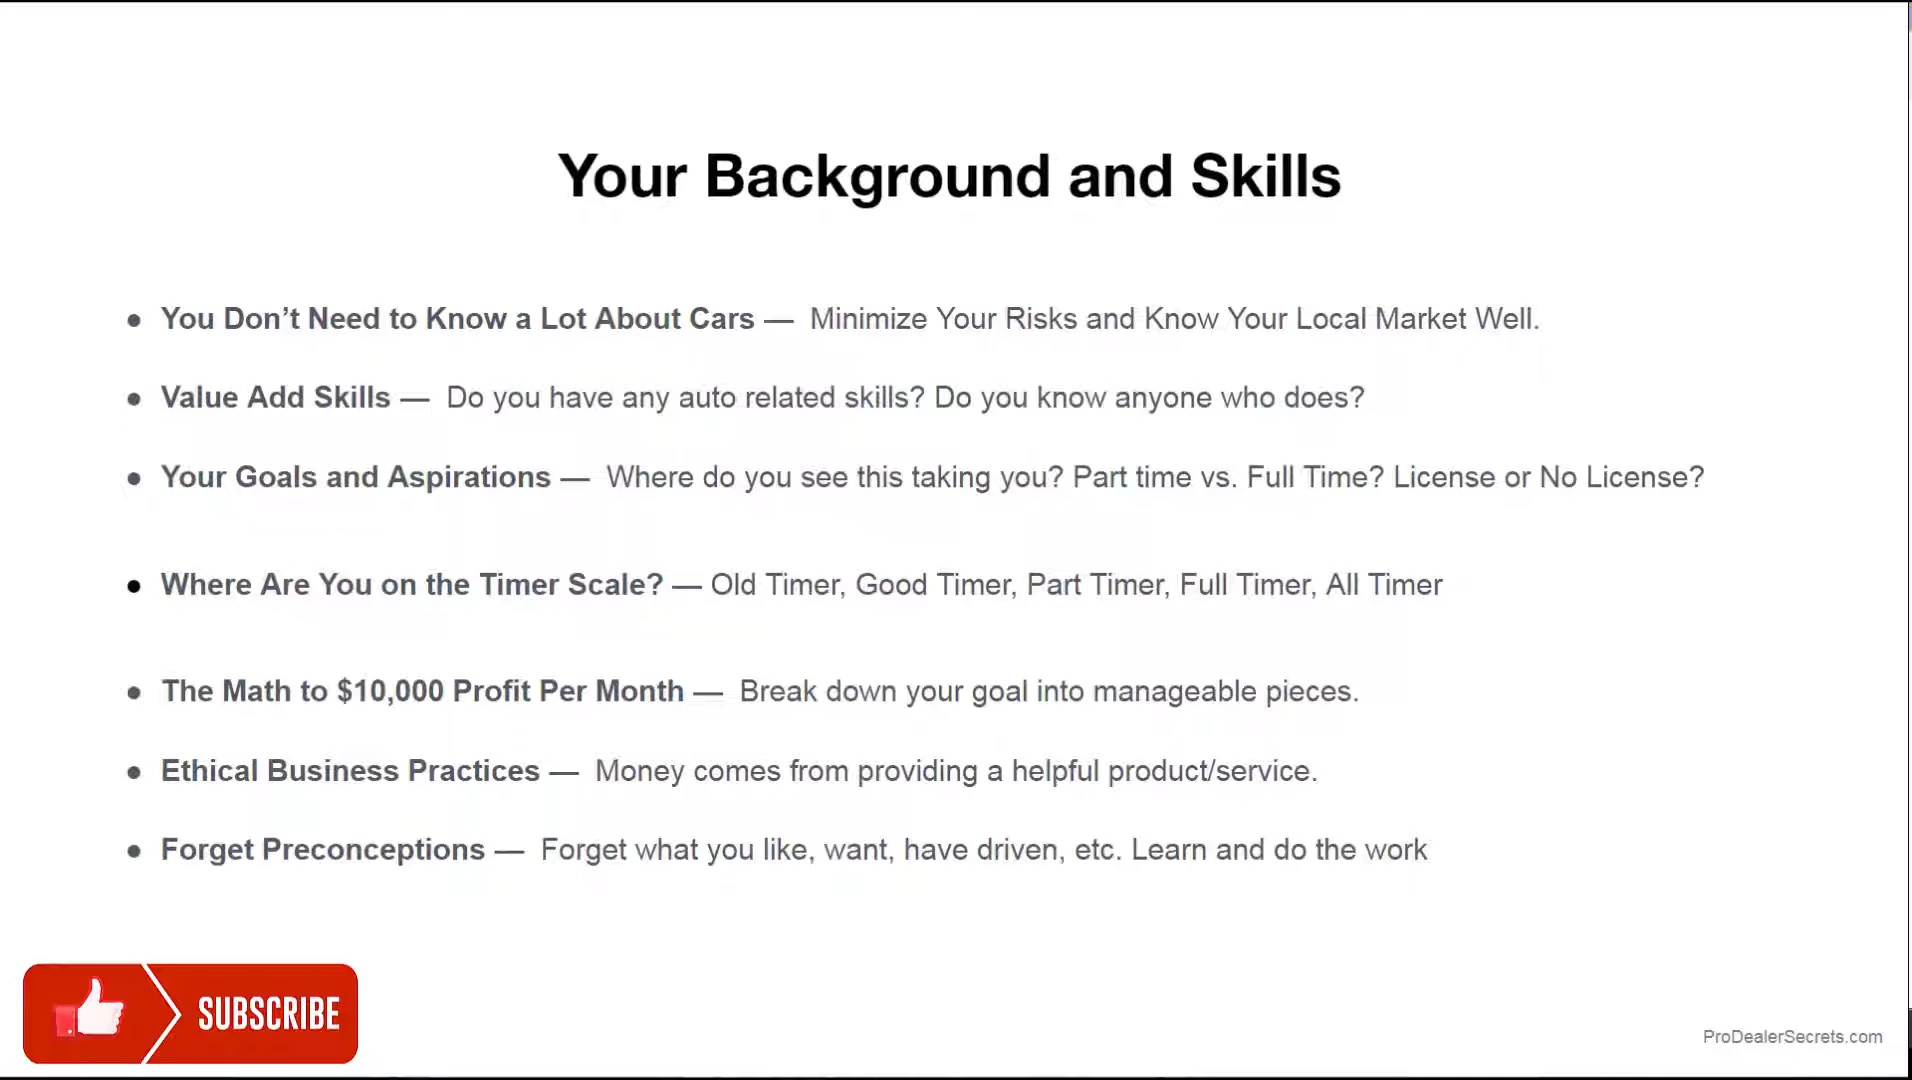 Your Background and Skills
● You Don’t Need to Know a Lot About Cars — Minimize Your Risks and Know Your Local Market Well.
● Value Add Skills — Do you have any auto related skills? Do you know anyone who does?
● Your Goals and Aspirations — Where do you see this taking you? Part time vs. Full Time? License or No License?
● Where Are You on the Timer Scale? — Old Timer, Good Timer, Part Timer, Full Timer, All Timer
● The Math to $10,000 Profit Per Month — Break down your goal into manageable pieces.
● Ethical Business Practices — Money comes from providing a helpful product/service.
● Forget Preconceptions — Forget what you like, want, have driven, etc. Learn and do the work
SUBSCRIBE
ProDealerSecrets.com